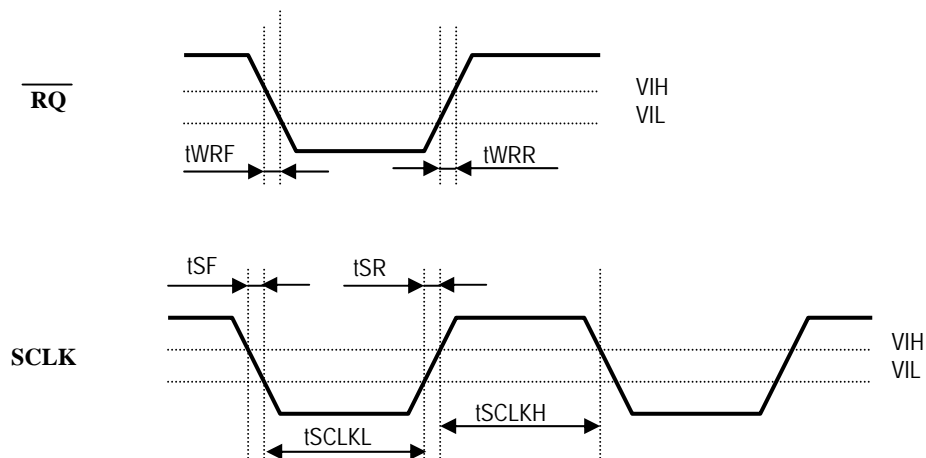 RQ
VIH
VIL
tWRF
tWRR
tSF
tSR
SCLK
VIH
VIL
tSCLKL
tSCLKH